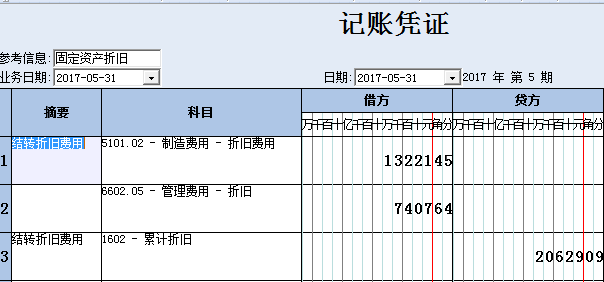 记账凭证
参考信息: 固定资产折旧
业务日期: 2017-05-31 日期: 2017-05-31 2017 年 第 5 期
摘要 科目 借方 贷方
万千百十亿千百十万千百十元角分 万千百十亿千百十万千百十元角分
1 结转折旧费用 5101.02 - 制造费用 - 折旧费用 1322145
2 6602.05 - 管理费用 - 折旧 740764
3 结转折旧费用 1602 - 累计折旧 2062909